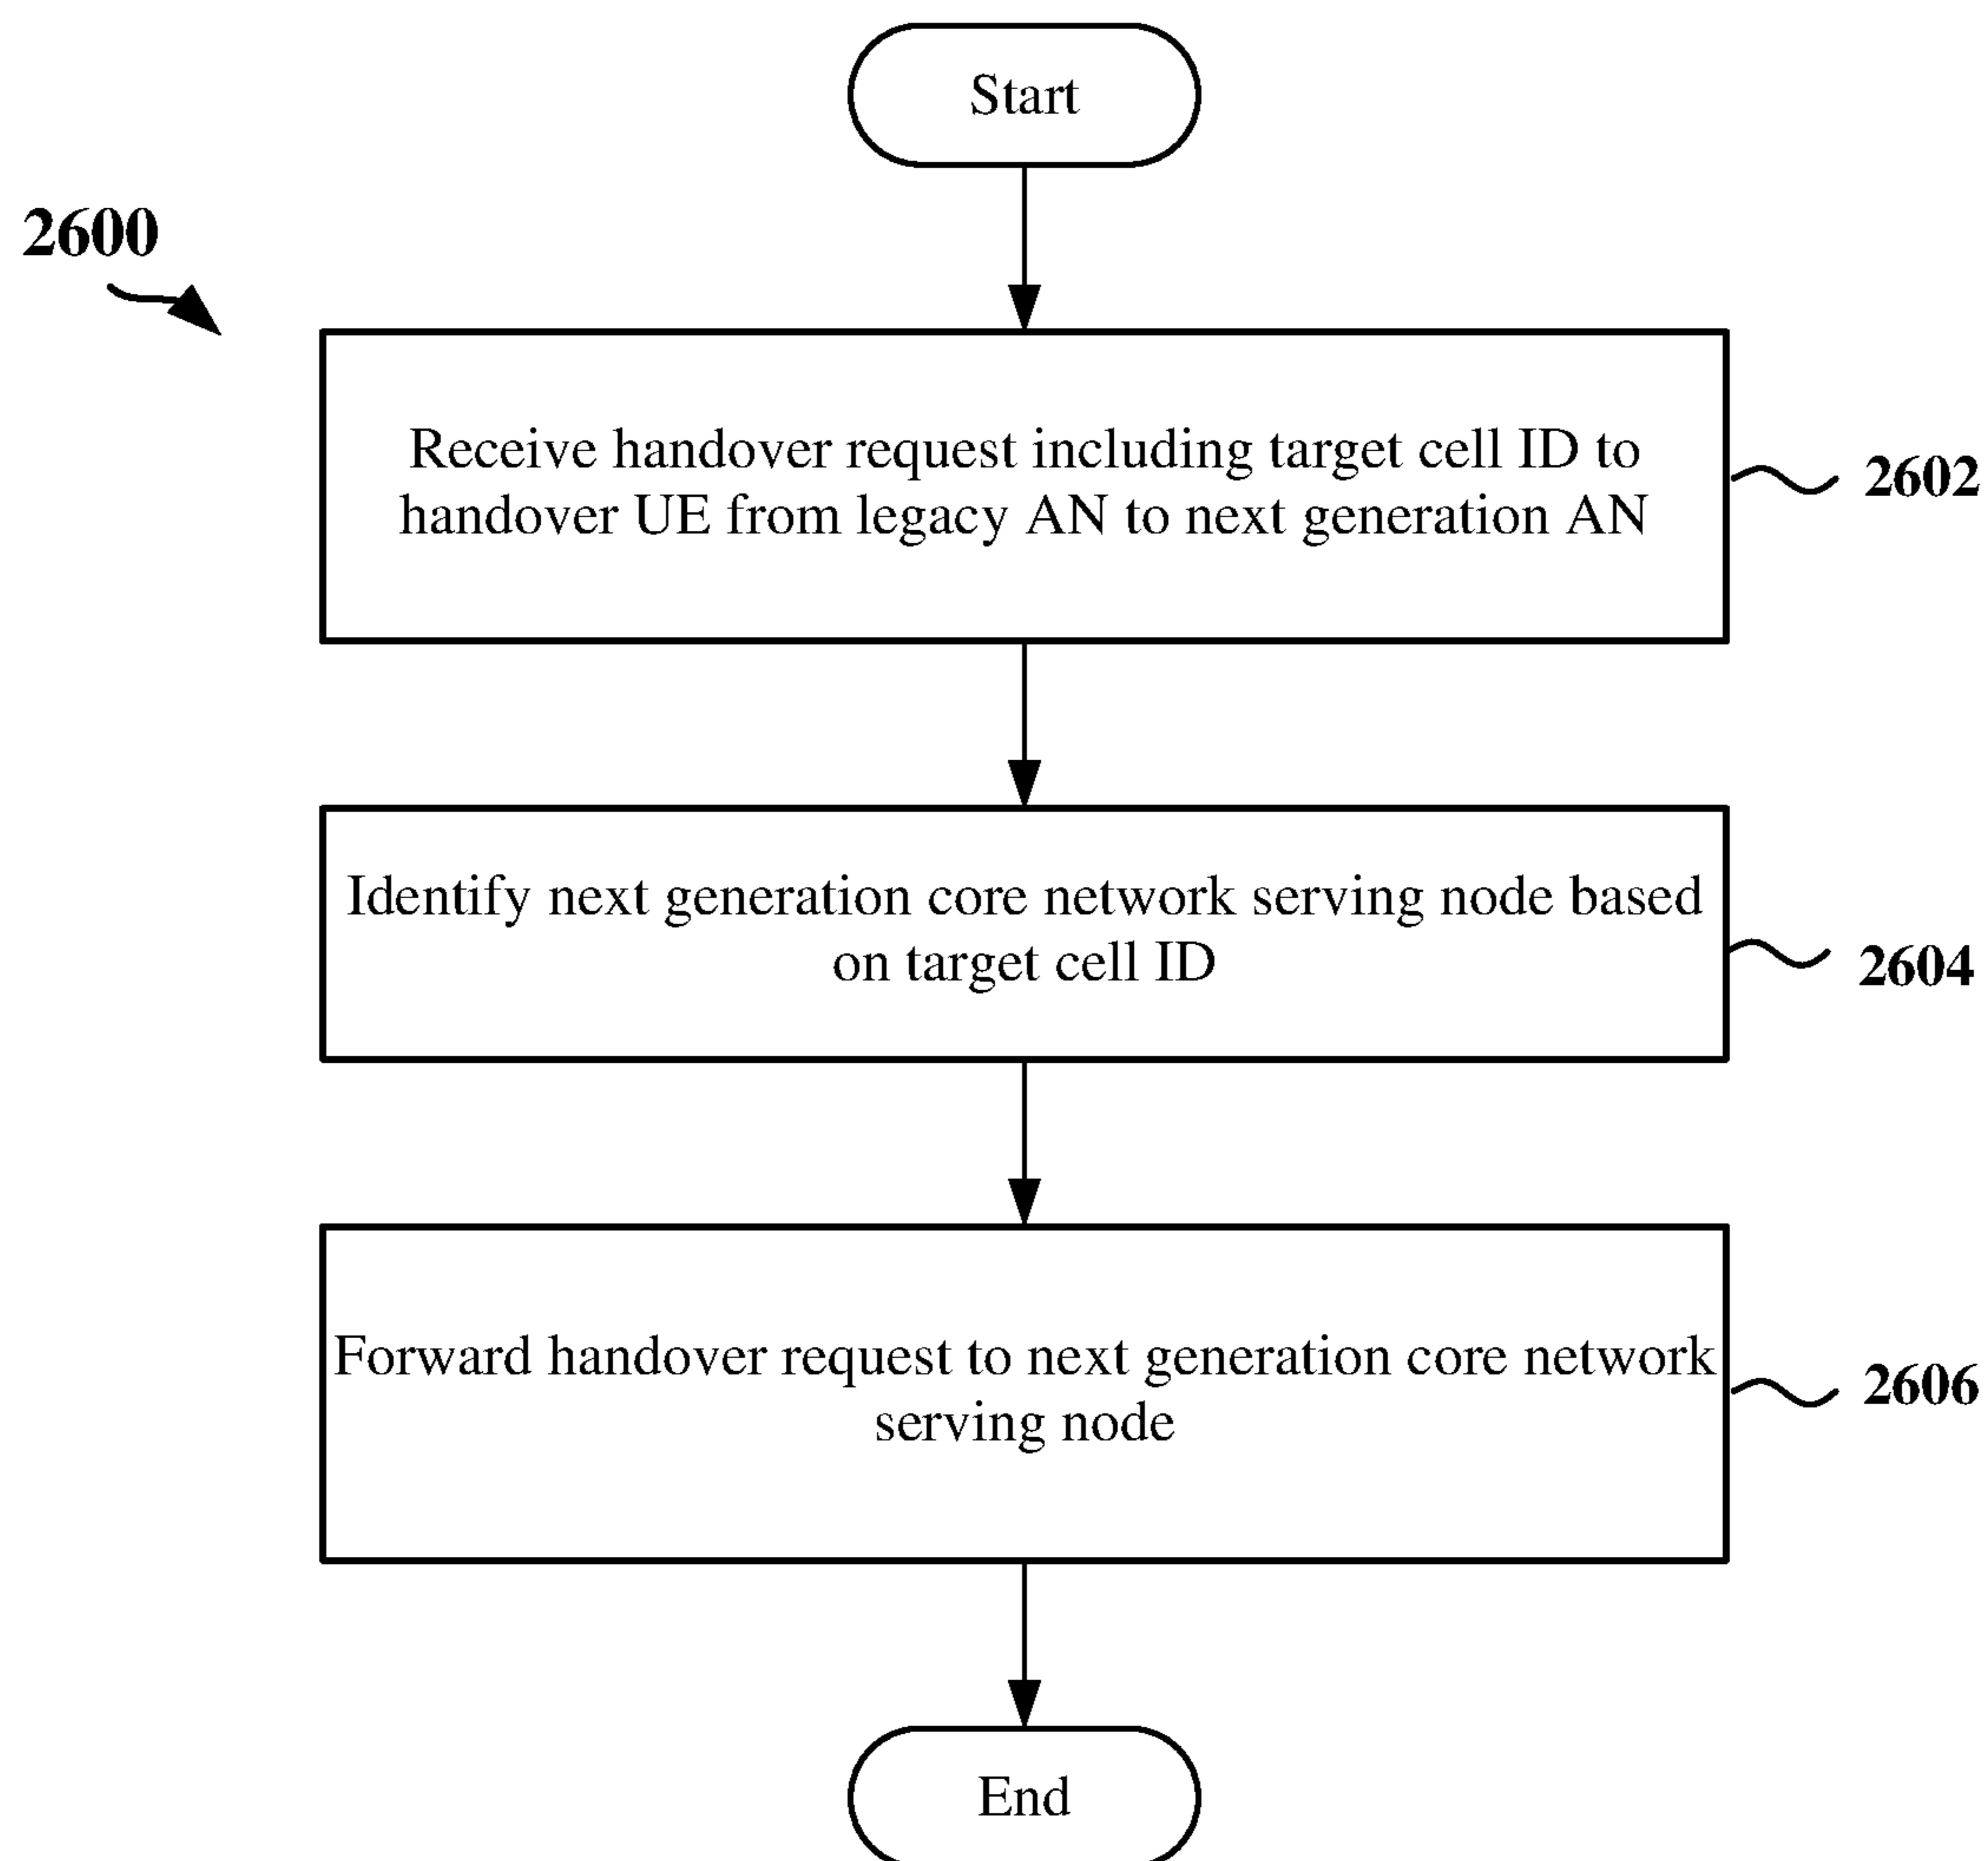 Start
2600
Receive handover request including target cell ID to
handover UE from legacy AN to next generation AN
2602
Identify next generation core network serving node based
on target cell ID
2604
Forward handover request to next generation core network
serving node
2606
End